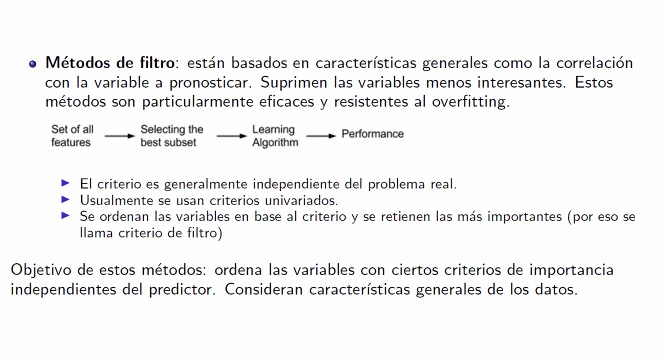 Métodos de filtro: están basados en características generales como la correlación
con la variable a pronosticar. Suprimen las variables menos interesantes. Estos
métodos son particularmente eficaces y resistentes al overfitting.
Set of all features
Selecting the best subset
Learning Algorithm
Performance
El criterio es generalmente independiente del problema real.
Usualmente se usan criterios univariados.
Se ordenan las variables en base al criterio y se retienen las más importantes (por eso se
llama criterio de filtro)
Objetivo de estos métodos: ordena las variables con ciertos criterios de importancia
independientes del predictor. Consideran características generales de los datos.